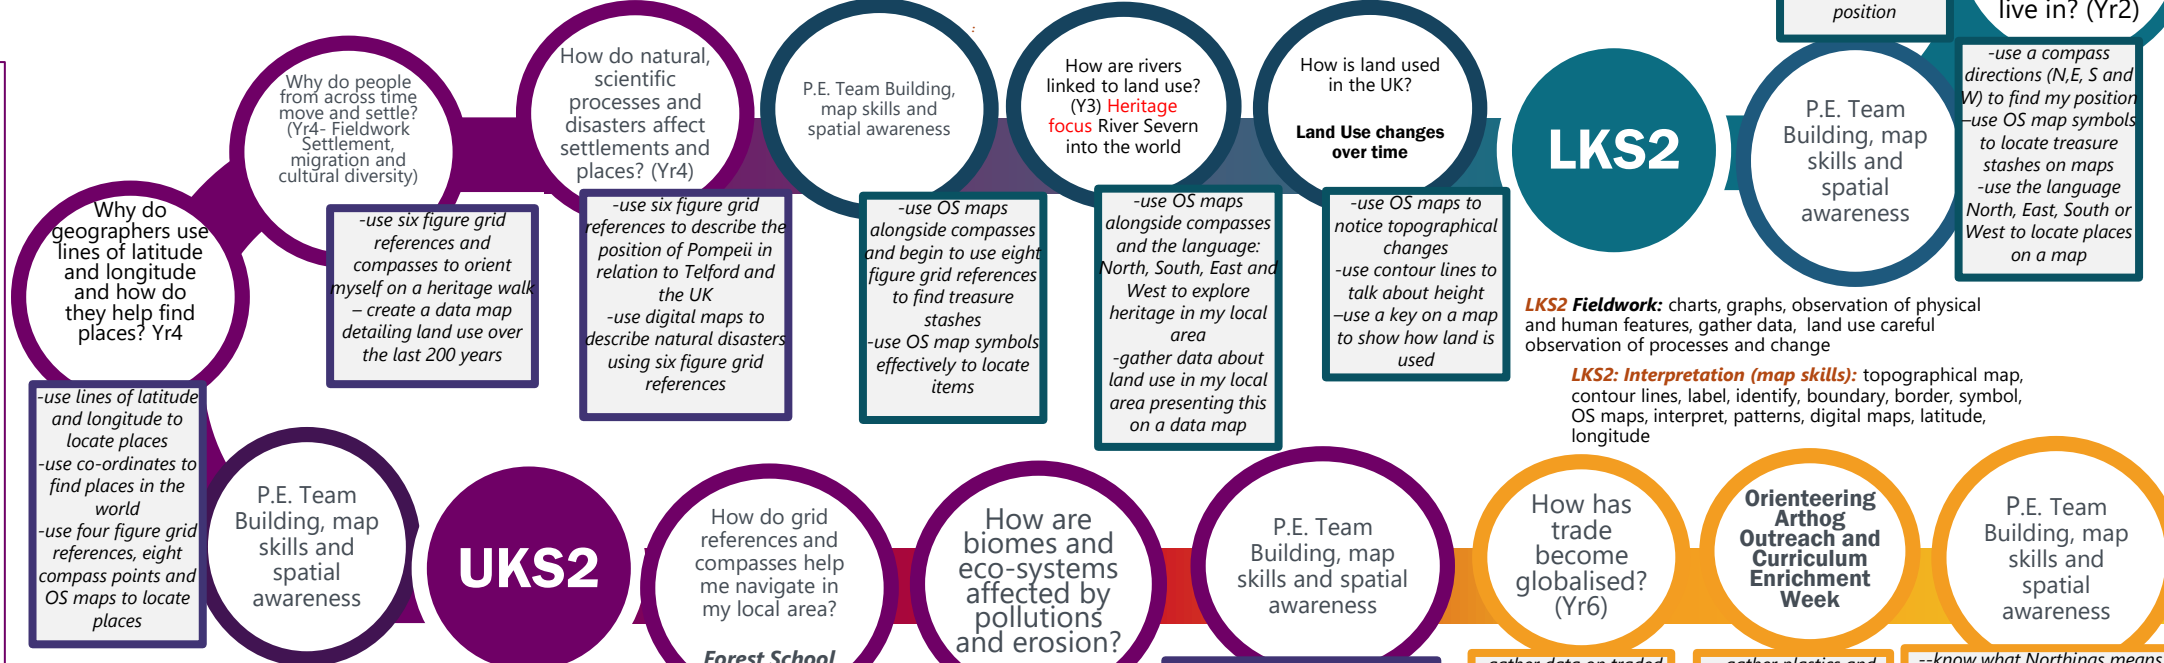 position
live in? (Yr2)
-use a compass
directions (N,E, S and
W) to find my position
–use OS map symbols
to locate treasure
stashes on maps
-use the language
North, East, South or
West to locate places
on a map
P.E. Team
Building, map
skills and
spatial
awareness
LKS2
LKS2 Fieldwork: charts, graphs, observation of physical
and human features, gather data,  land use careful
observation of processes and change
LKS2: Interpretation (map skills): topographical map,
contour lines, label, identify, boundary, border, symbol,
OS maps, interpret, patterns, digital maps, latitude,
longitude
How is land used
in the UK?
Land Use changes
over time
-use OS maps to
notice topographical
changes
-use contour lines to
talk about height
–use a key on a map
to show how land is
used
How are rivers
linked to land use?
(Y3) Heritage
focus River Severn
into the world
-use OS maps
alongside compasses
and the language:
North, South, East and
West to explore
heritage in my local
area
-gather data about
land use in my local
area presenting this
on a data map
:
P.E. Team Building,
map skills and
spatial awareness
-use OS maps
alongside compasses
and begin to use eight
figure grid references
to find treasure
stashes
-use OS map symbols
effectively to locate
items
How do natural,
scientific
processes and
disasters affect
settlements and
places? (Yr4)
-use six figure grid
references to describe the
position of Pompeii in
relation to Telford and
the UK
-use digital maps to
describe natural disasters
using six figure grid
references
Why do people
from across time
move and settle?
(Yr4- Fieldwork
Settlement,
migration and
cultural diversity)
-use six figure grid
references and
compasses to orient
myself on a heritage walk
– create a data map
detailing land use over
the last 200 years
Why do
geographers use
lines of latitude
and longitude
and how do
they help find
places? Yr4
-use lines of latitude
and longitude to
locate places
-use co-ordinates to
find places in the
world
-use four figure grid
references, eight
compass points and
OS maps to locate
places
P.E. Team
Building, map
skills and
spatial
awareness
UKS2
How do grid
references and
compasses help
me navigate in
my local area?
Forest School
How are
biomes and
eco-systems
affected by
pollutions
and erosion?
P.E. Team
Building, map
skills and spatial
awareness
How has
trade
become
globalised?
(Yr6)
gather data on traded
Orienteering
Arthog
Outreach and
Curriculum
Enrichment
Week
gather plastics and
P.E. Team
Building, map
skills and
spatial
awareness
--know what Northings means